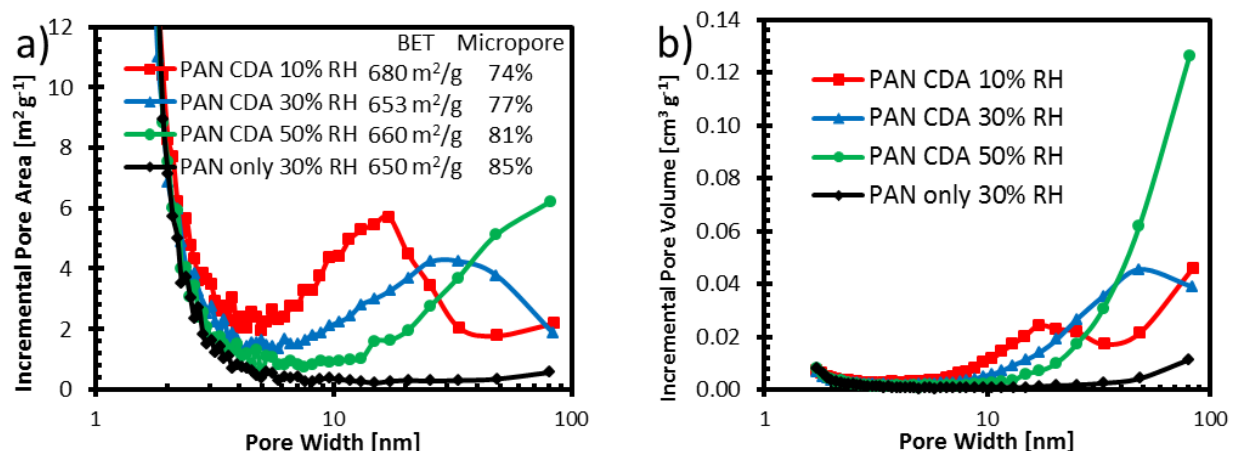 a)
Incremental Pore Area [m² g⁻¹]
12
10
8
6
4
2
0
BET Micropore
PAN CDA 10% RH 680 m²/g 74%
PAN CDA 30% RH 653 m²/g 77%
PAN CDA 50% RH 660 m²/g 81%
PAN only 30% RH 650 m²/g 85%
1 10 100
Pore Width [nm]
b)
Incremental Pore Volume [cm³ g⁻¹]
0.14
0.12
0.10
0.08
0.06
0.04
0.02
0.00
PAN CDA 10% RH
PAN CDA 30% RH
PAN CDA 50% RH
PAN only 30% RH
1 10 100
Pore Width [nm]